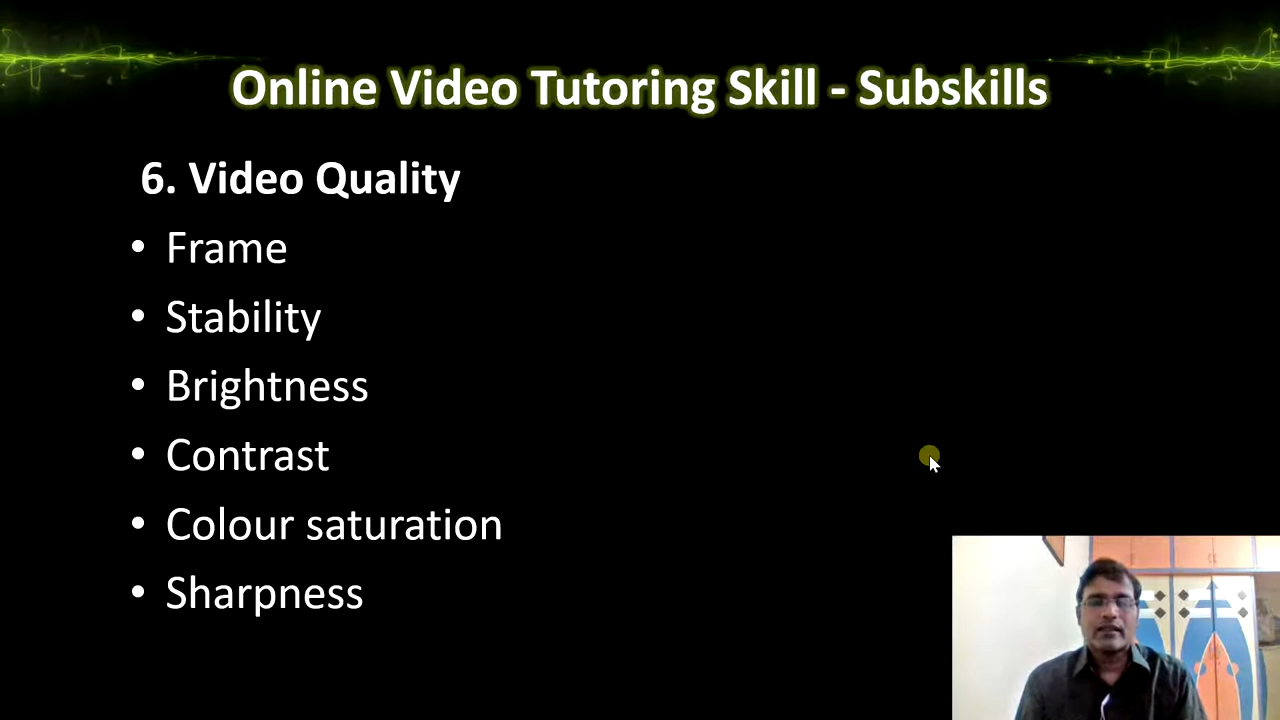 Online Video Tutoring Skill - Subskills
6. Video Quality
• Frame
• Stability
• Brightness
• Contrast
• Colour saturation
• Sharpness